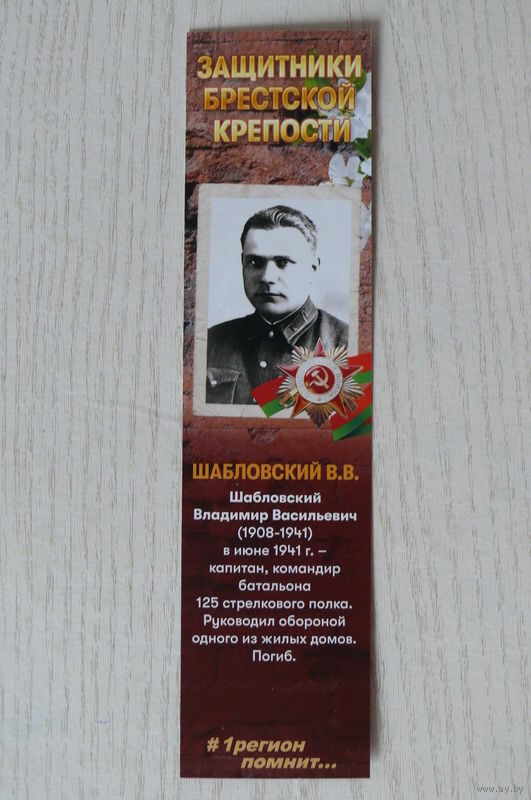 ЗАЩИТНИКИ
БРЕСТСКОЙ
КРЕПОСТИ
ШАБЛОВСКИЙ В.В.
Шабловский
Владимир Васильевич
(1908-1941)
в июне 1941 г. –
капитан, командир
батальона
125 стрелкового полка.
Руководил обороной
одного из жилых домов.
Погиб.
#1регион
помнит...
www.ay.by